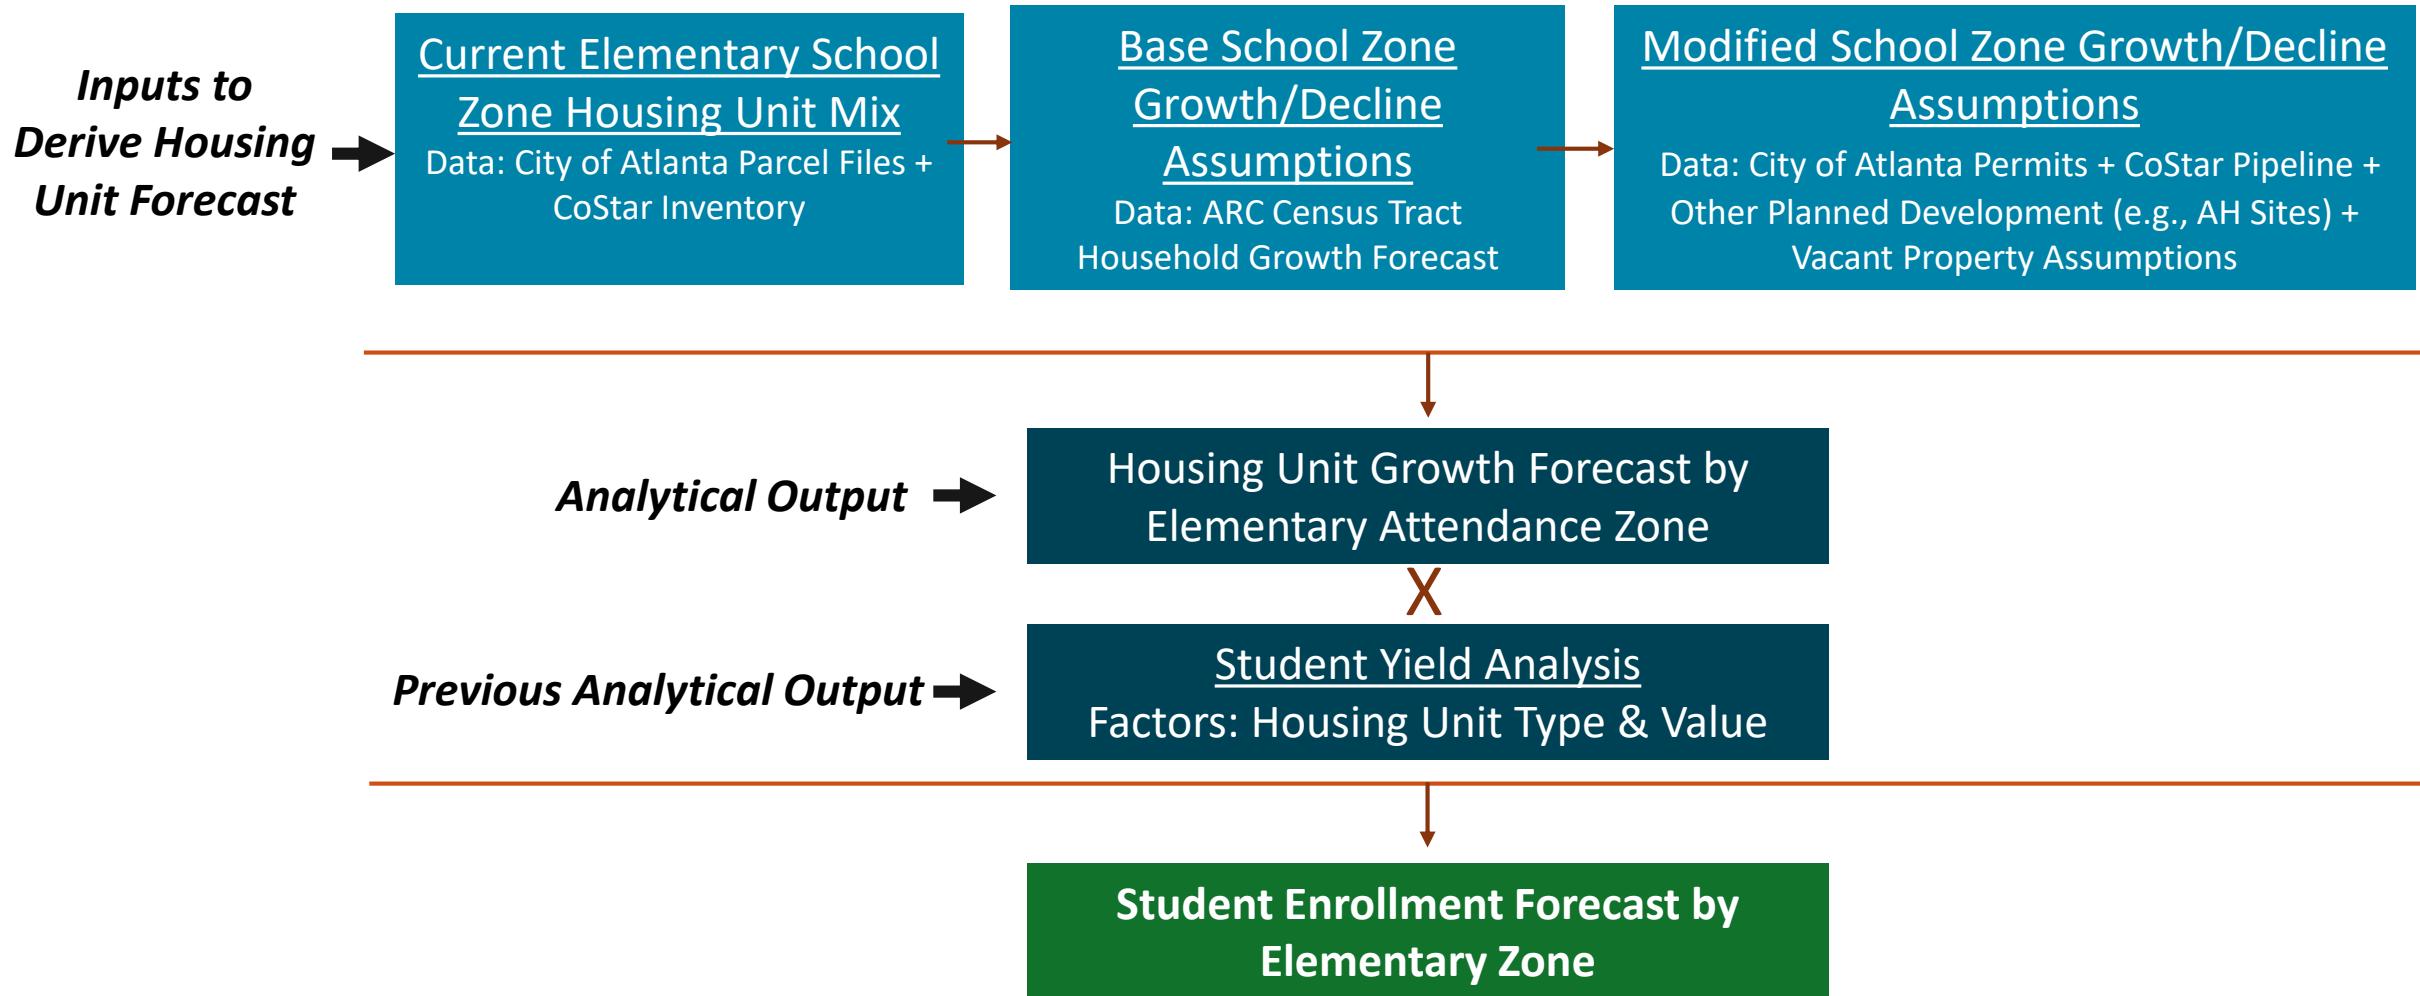 Inputs to
Derive Housing
Unit Forecast
Current Elementary School
Zone Housing Unit Mix
Data: City of Atlanta Parcel Files +
CoStar Inventory
Base School Zone
Growth/Decline
Assumptions
Data: ARC Census Tract
Household Growth Forecast
Modified School Zone Growth/Decline
Assumptions
Data: City of Atlanta Permits + CoStar Pipeline +
Other Planned Development (e.g., AH Sites) +
Vacant Property Assumptions
Analytical Output
Housing Unit Growth Forecast by
Elementary Attendance Zone
X
Previous Analytical Output
Student Yield Analysis
Factors: Housing Unit Type & Value
Student Enrollment Forecast by
Elementary Zone